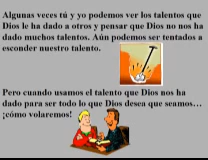 Algunas veces tú y yo podemos ver los talentos que
Dios le ha dado a otros y pensar que Dios no nos ha
dado muchos talentos. Aún podemos ser tentados a
esconder nuestro talento.
Pero cuando usamos el talento que Dios nos ha
dado para ser todo lo que Dios desea que seamos…
¡cómo volaremos!